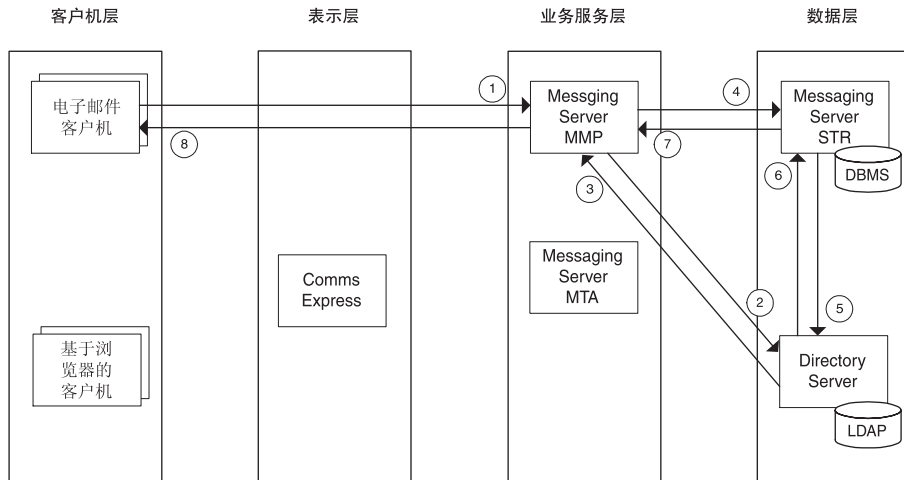 客户机层
表示层
业务服务层
数据层
电子邮件
客户机
1
8
Messging
Server
MMP
4
7
Messaging
Server
STR
DBMS
3
6
Comms
Express
Messaging
Server
MTA
2
5
基于浏
览器的
客户机
Directory
Server
LDAP